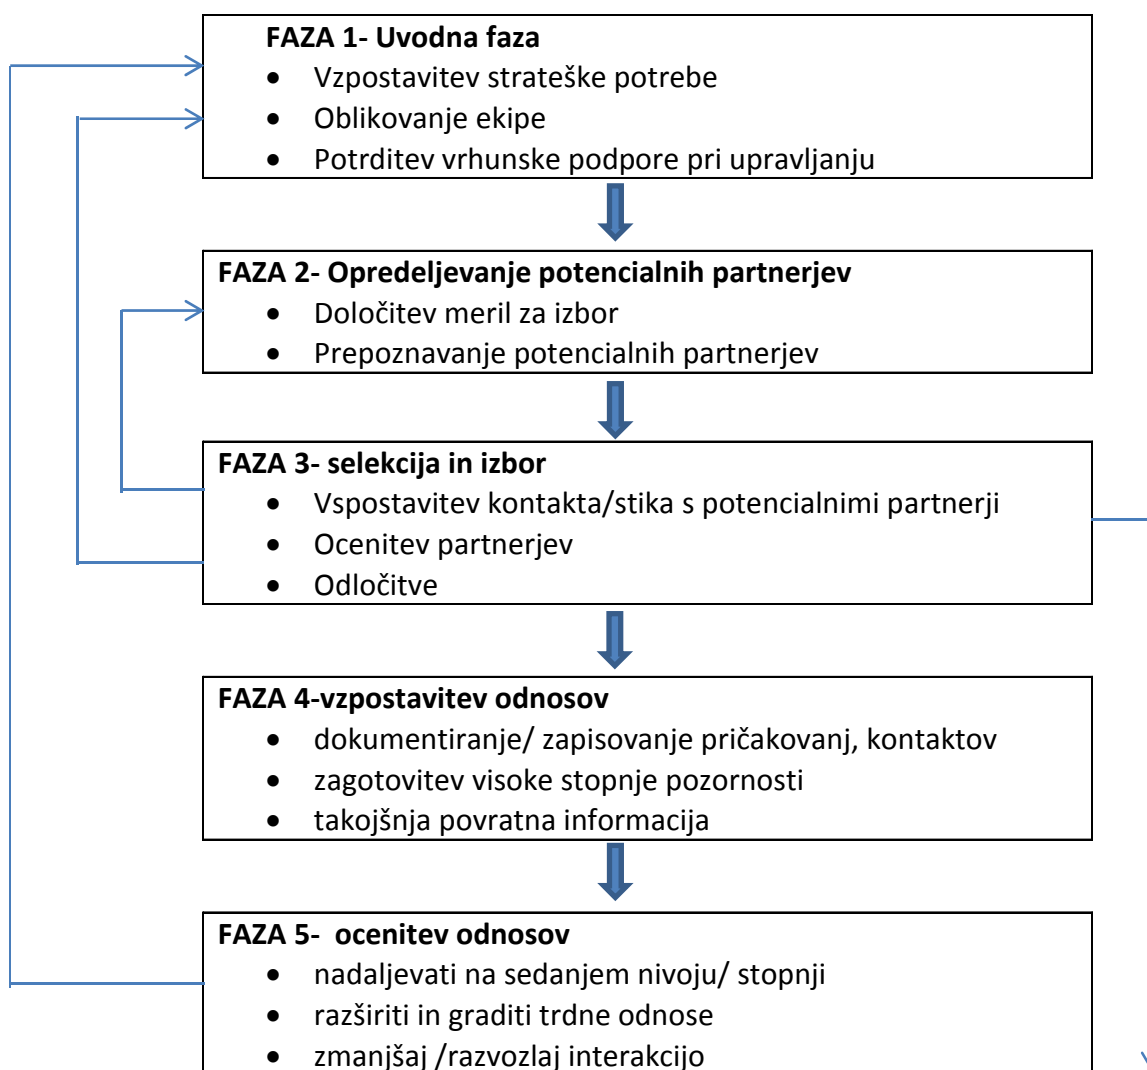 FAZA 1- Uvodna faza
• Vzpostavitev strateške potrebe
• Oblikovanje ekipe
• Potrditev vrhunske podpore pri upravljanju
FAZA 2- Opredeljevanje potencialnih partnerjev
• Določitev meril za izbor
• Prepoznavanje potencialnih partnerjev
FAZA 3- selekcija in izbor
• Vspostavitev kontakta/stika s potencialnimi partnerji
• Ocenitev partnerjev
• Odločitve
FAZA 4-vzpostavitev odnosov
• dokumentiranje/ zapisovanje pričakovanj, kontaktov
• zagotovitev visoke stopnje pozornosti
• takojšnja povratna informacija
FAZA 5- ocenitev odnosov
• nadaljevati na sedanjem nivoju/ stopnji
• razširiti in graditi trdne odnose
• zmanjšaj /razvozlaj interakcijo